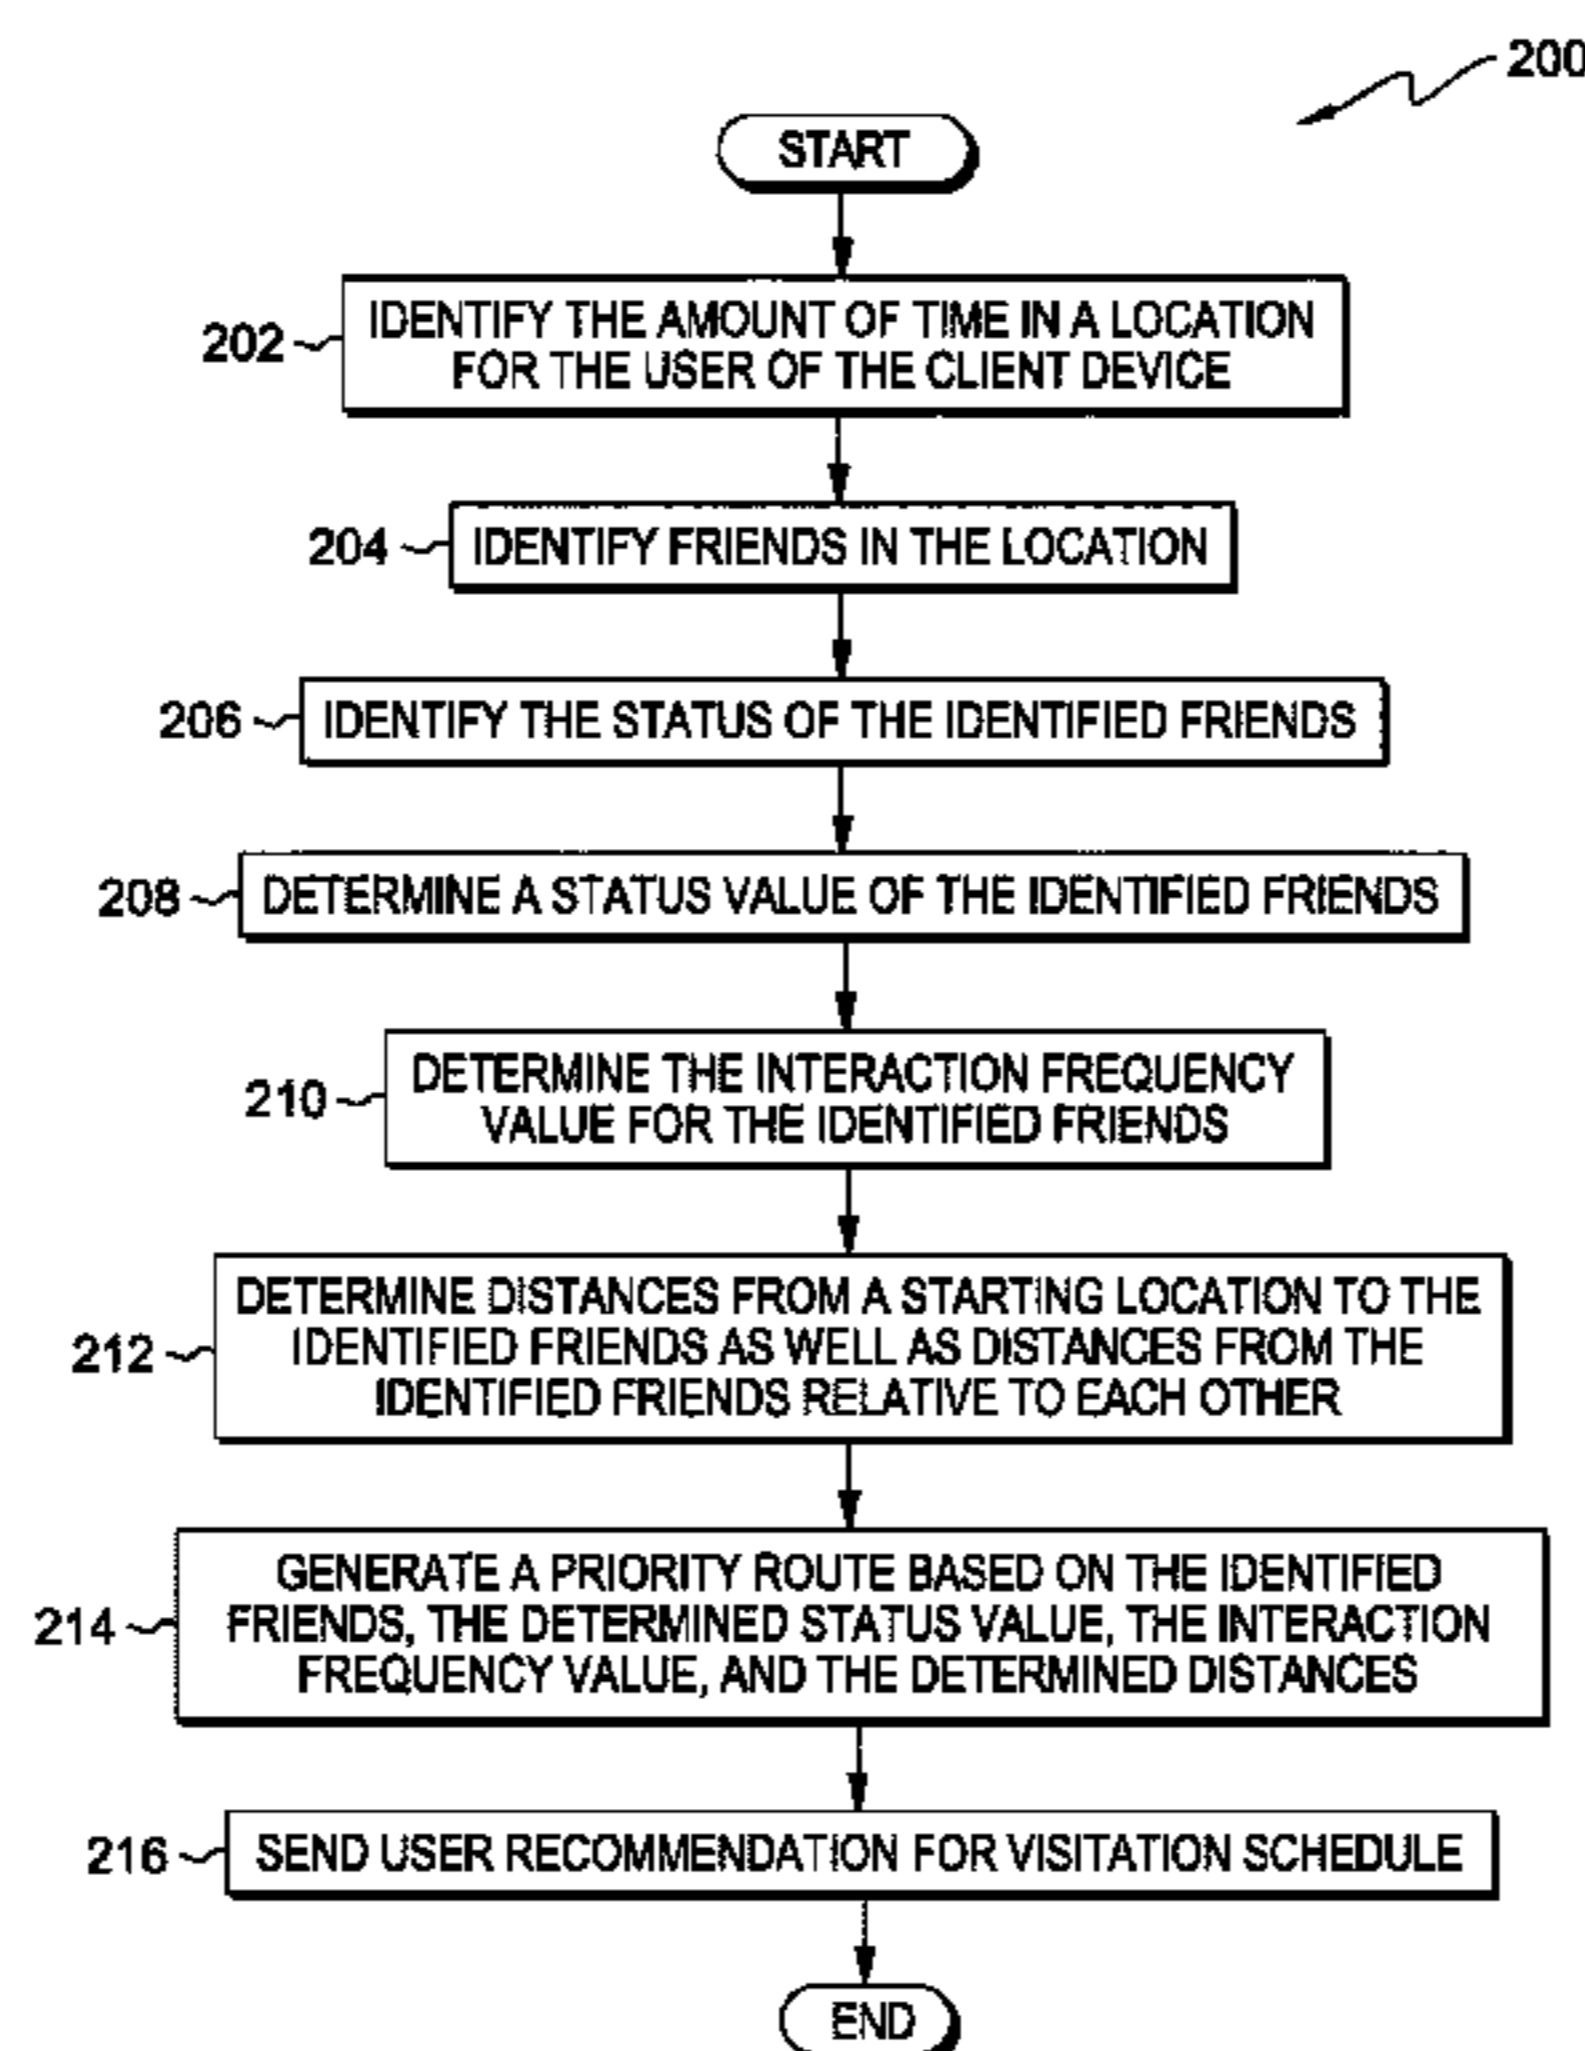 200
START
202
IDENTIFY THE AMOUNT OF TIME IN A LOCATION
FOR THE USER OF THE CLIENT DEVICE
204
IDENTIFY FRIENDS IN THE LOCATION
206
IDENTIFY THE STATUS OF THE IDENTIFIED FRIENDS
208
DETERMINE A STATUS VALUE OF THE IDENTIFIED FRIENDS
210
DETERMINE THE INTERACTION FREQUENCY
VALUE FOR THE IDENTIFIED FRIENDS
212
DETERMINE DISTANCES FROM A STARTING LOCATION TO THE
IDENTIFIED FRIENDS AS WELL AS DISTANCES FROM THE
IDENTIFIED FRIENDS RELATIVE TO EACH OTHER
214
GENERATE A PRIORITY ROUTE BASED ON THE IDENTIFIED
FRIENDS, THE DETERMINED STATUS VALUE, THE INTERACTION
FREQUENCY VALUE, AND THE DETERMINED DISTANCES
216
SEND USER RECOMMENDATION FOR VISITATION SCHEDULE
END